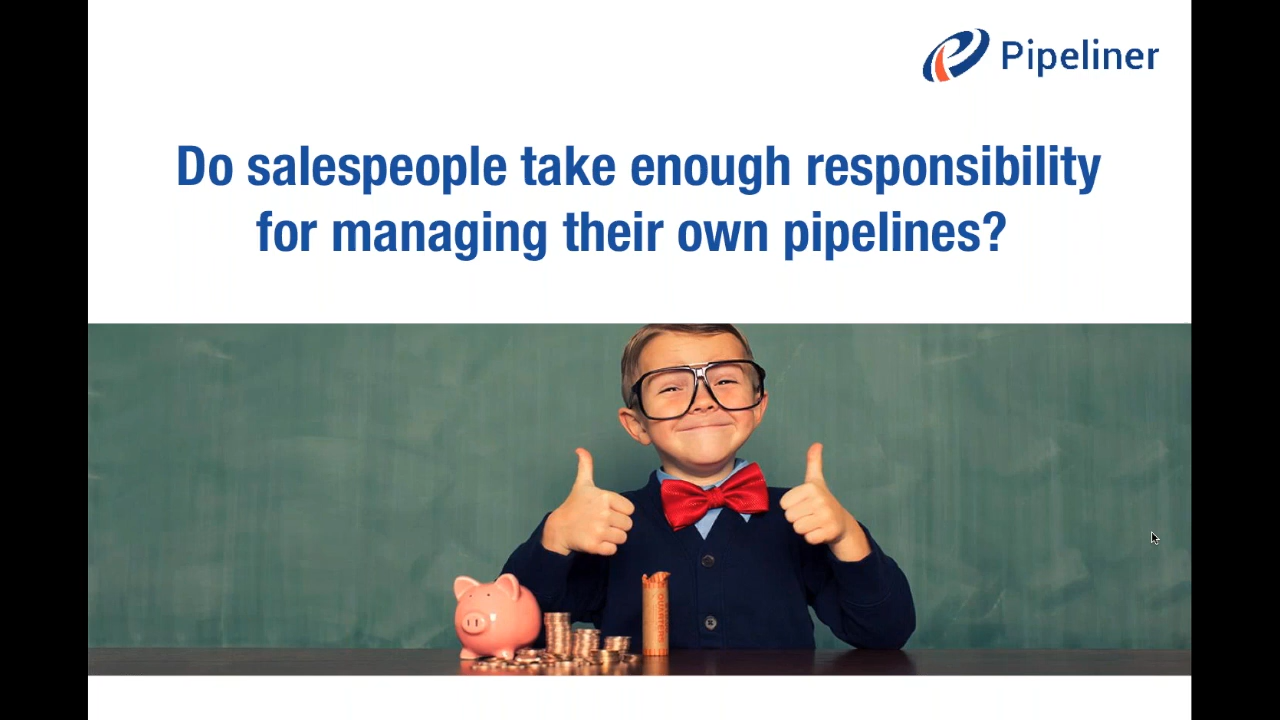 Pipeliner
Do salespeople take enough responsibility
for managing their own pipelines?